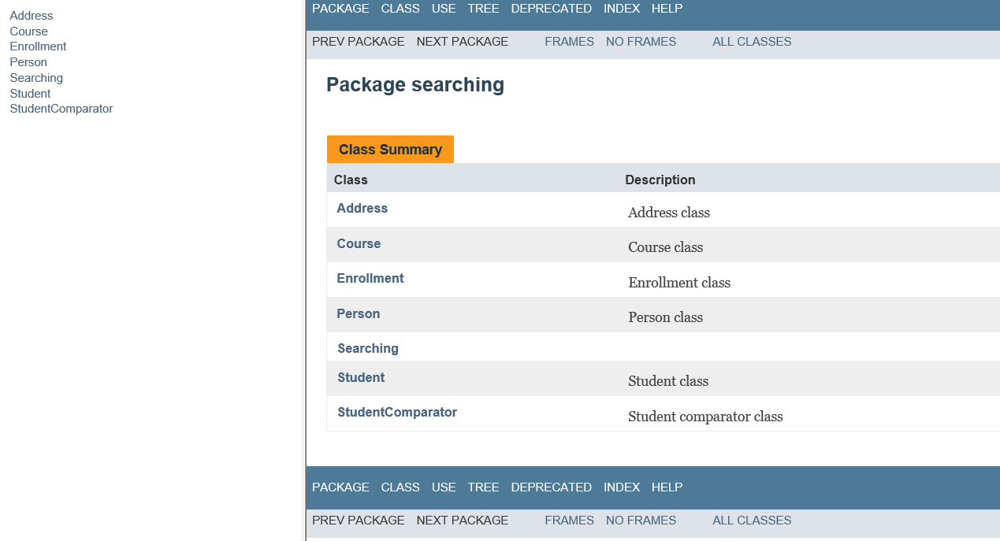 Address
Course
Enrollment
Person
Searching
Student
StudentComparator
PACKAGE CLASS USE TREE DEPRECATED INDEX HELP
PREV PACKAGE NEXT PACKAGE FRAMES NO FRAMES ALL CLASSES
Package searching
Class Summary
Class Description
Address Address class
Course Course class
Enrollment Enrollment class
Person Person class
Searching
Student Student class
StudentComparator Student comparator class
PACKAGE CLASS USE TREE DEPRECATED INDEX HELP
PREV PACKAGE NEXT PACKAGE FRAMES NO FRAMES ALL CLASSES